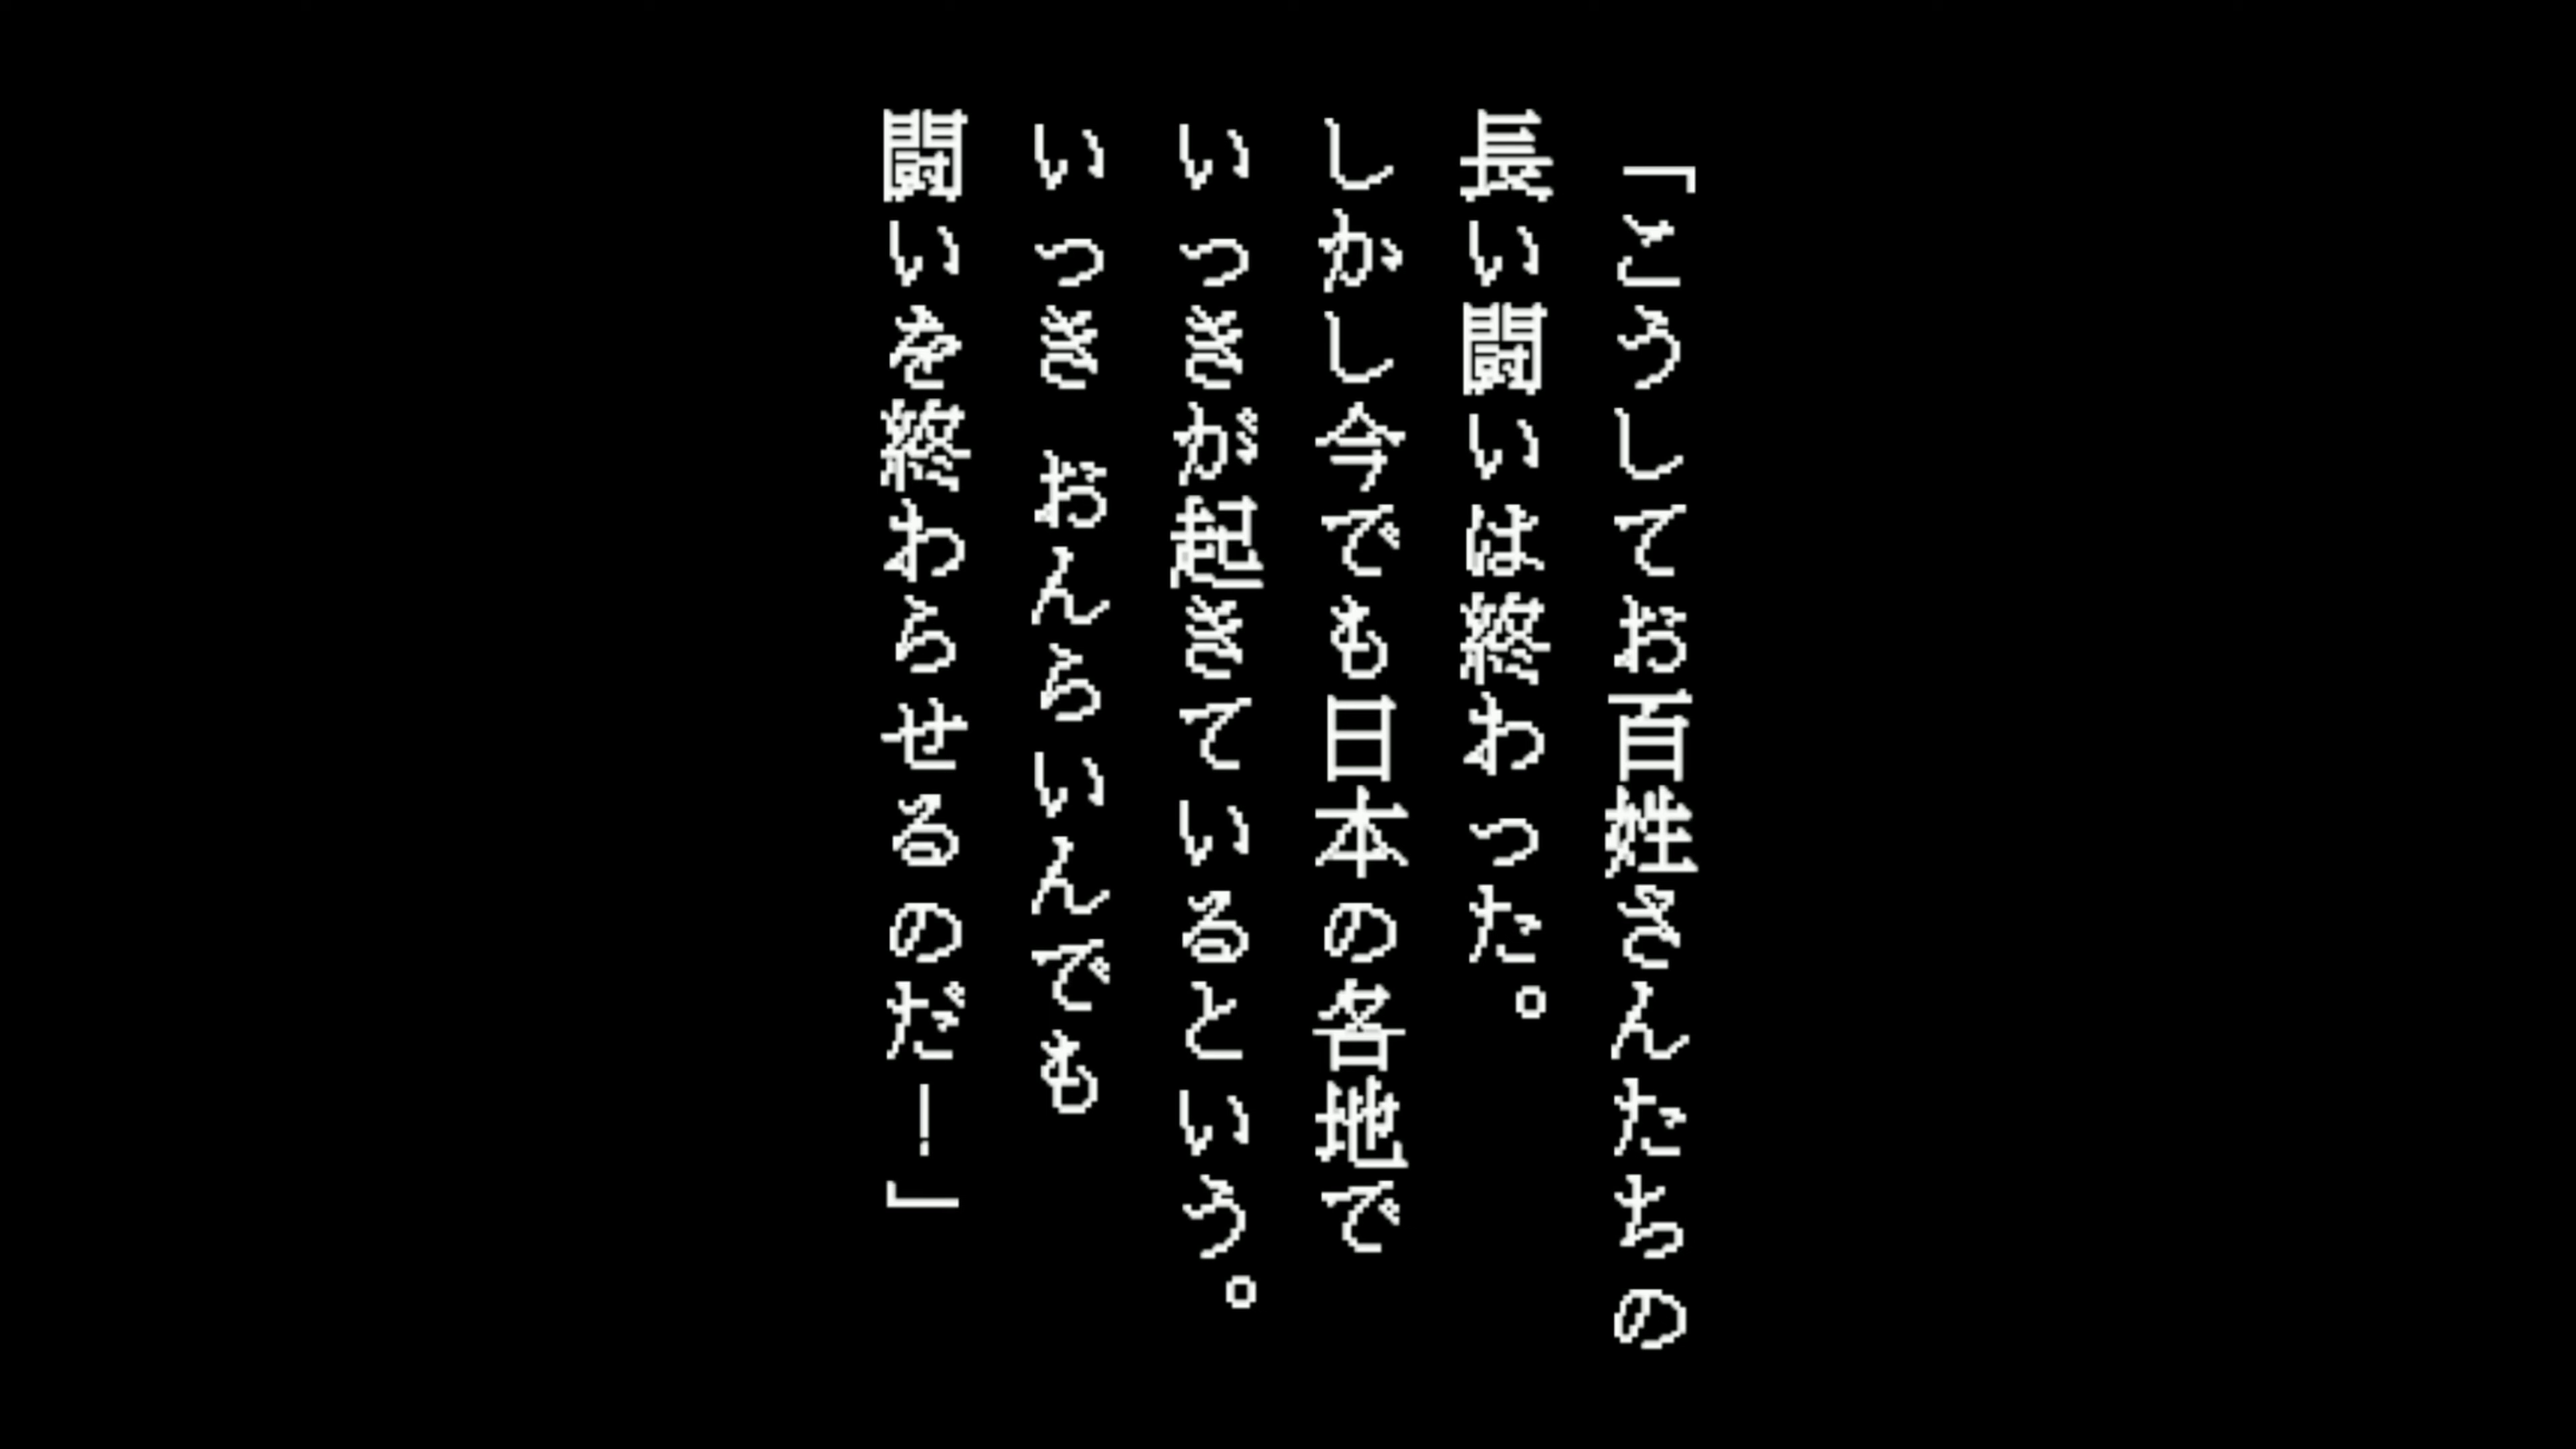 「こうしてお百姓さんたちの
長い闘いは終わった。
しかし今でも日本の各地で
いっきが起きているという。
いっき おんらいんでも
闘いを終わらせるのだ！」